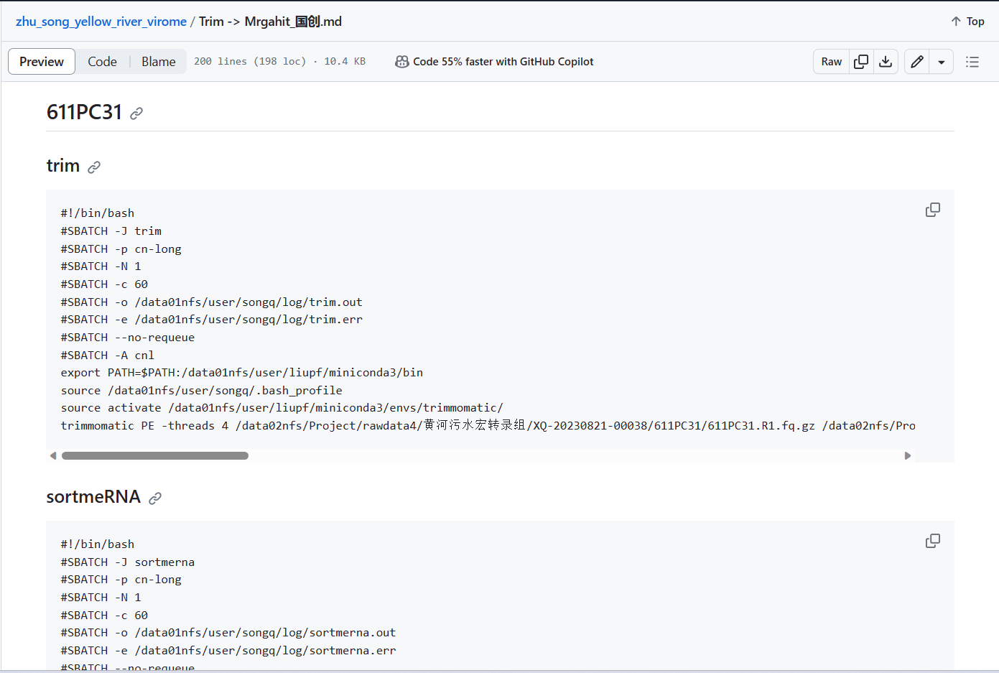 zhu_song_yellow_river_virome / Trim -> Mrgahit_国创.md
Top
Preview
Code
Blame
200 lines (198 loc) · 10.4 KB
Code 55% faster with GitHub Copilot
Raw
611PC31
trim
#!/bin/bash
#SBATCH -J trim
#SBATCH -p cn-long
#SBATCH -N 1
#SBATCH -c 60
#SBATCH -o /data01nfs/user/songq/log/trim.out
#SBATCH -e /data01nfs/user/songq/log/trim.err
#SBATCH --no-requeue
#SBATCH -A cnl
export PATH=$PATH:/data01nfs/user/liupf/miniconda3/bin
source /data01nfs/user/songq/.bash_profile
source activate /data01nfs/user/liupf/miniconda3/envs/trimmomatic/
trimmomatic PE -threads 4 /data02nfs/Project/rawdata4/黄河污水宏转录组/XQ-20230821-00038/611PC31/611PC31.R1.fq.gz /data02nfs/Pro
sortmeRNA
#!/bin/bash
#SBATCH -J sortmerna
#SBATCH -p cn-long
#SBATCH -N 1
#SBATCH -c 60
#SBATCH -o /data01nfs/user/songq/log/sortmerna.out
#SBATCH -e /data01nfs/user/songq/log/sortmerna.err
#SBATCH --no-requeue